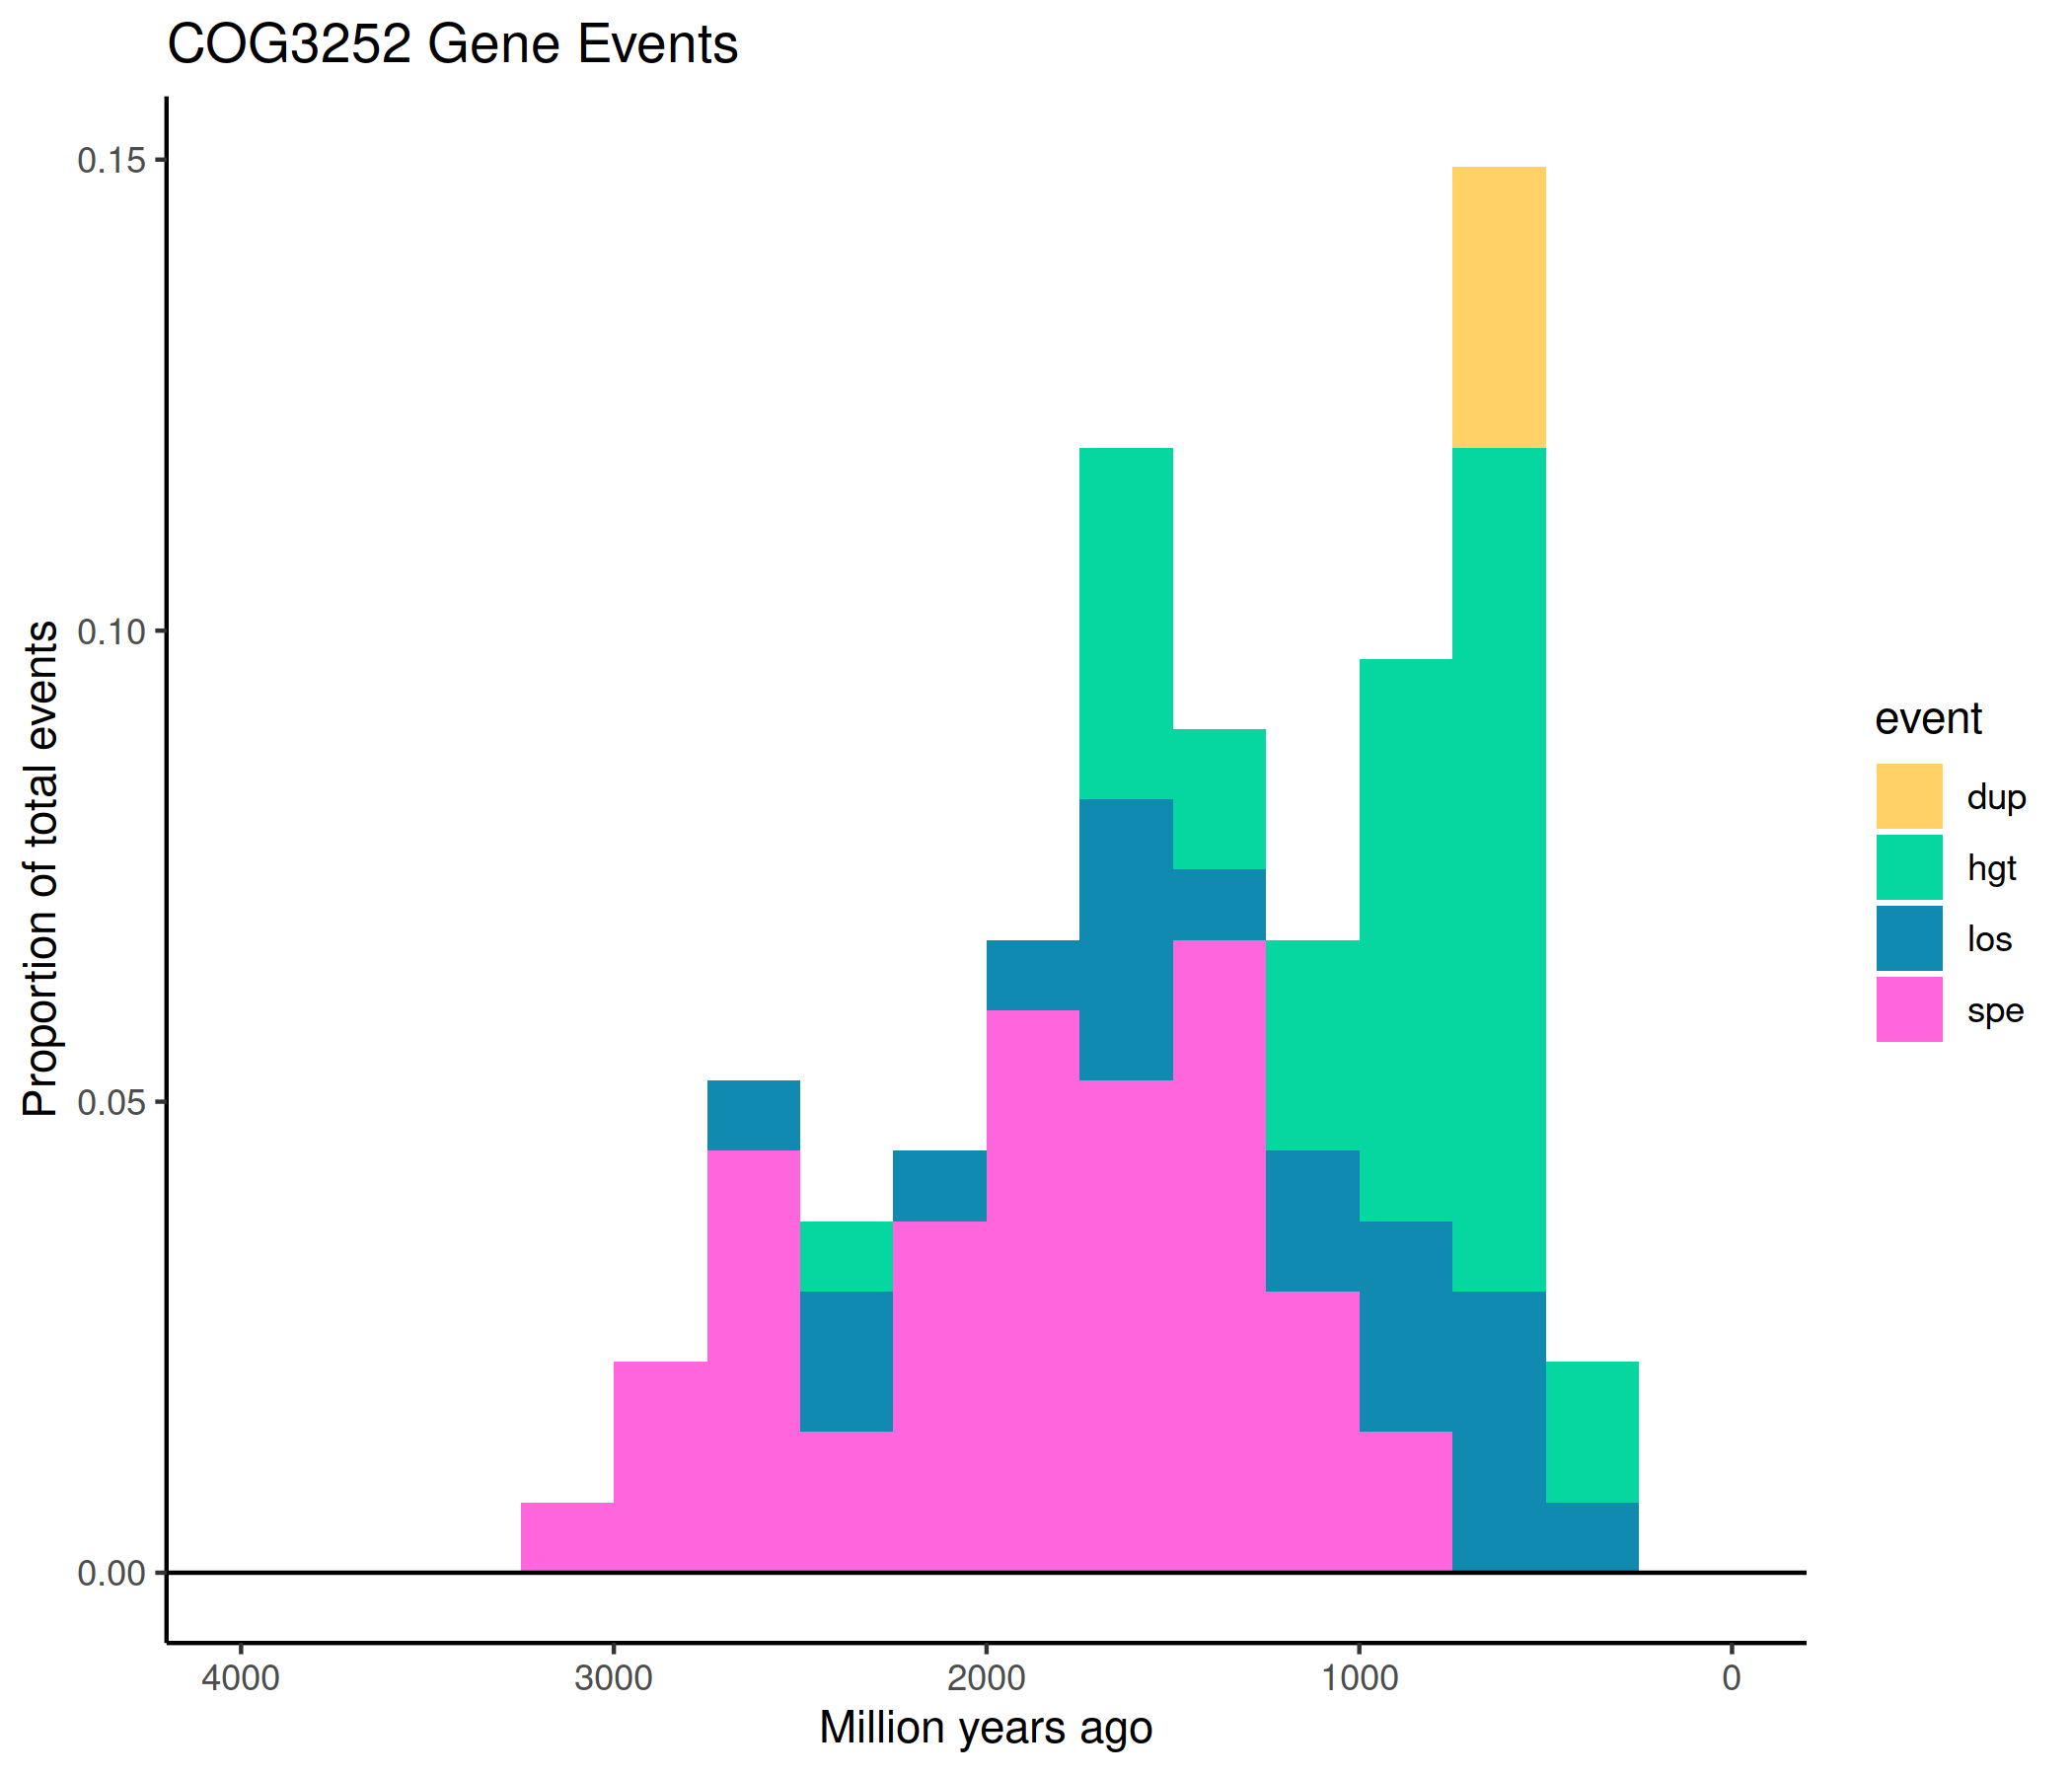 COG3252 Gene Events
Proportion of total events
0.15
0.10
0.05
0.00
4000 3000 2000 1000 0
Million years ago
event
dup
hgt
los
spe